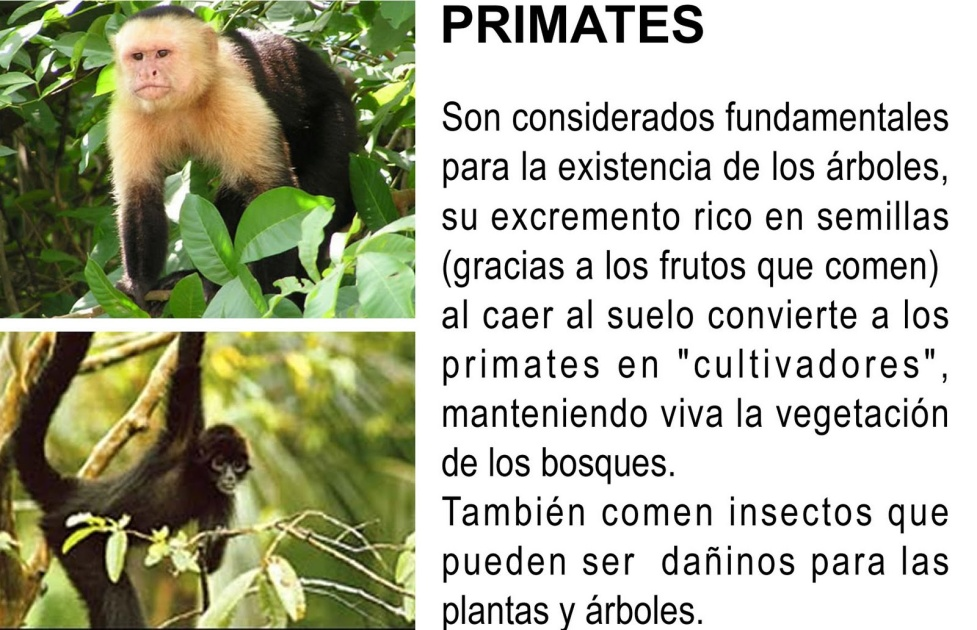 PRIMATES
Son considerados fundamentales
para la existencia de los árboles,
su excremento rico en semillas
(gracias a los frutos que comen)
al caer al suelo convierte a los
primates en "cultivadores",
manteniendo viva la vegetación
de los bosques.
También comen insectos que
pueden ser dañinos para las
plantas y árboles.